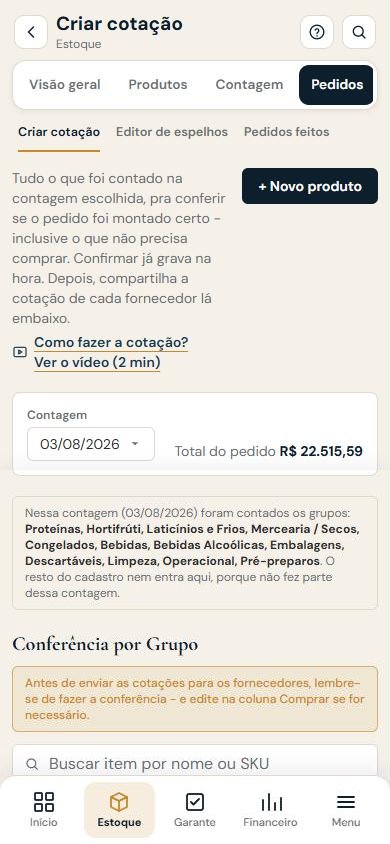 Criar cotação
Estoque
Visão geral
Produtos
Contagem
Pedidos
Criar cotação
Editor de espelhos
Pedidos feitos
Tudo o que foi contado na
contagem escolhida, pra conferir
se o pedido foi montado certo -
inclusive o que não precisa
comprar. Confirmar já grava na
hora. Depois, compartilha a
cotação de cada fornecedor lá
embaixo.
+ Novo produto
Como fazer a cotação?
Ver o vídeo (2 min)
Contagem
03/08/2026
Total do pedido R$ 22.515,59
Nessa contagem (03/08/2026) foram contados os grupos:
Proteínas, Hortifrúti, Laticínios e Frios, Mercearia / Secos,
Congelados, Bebidas, Bebidas Alcoólicas, Embalagens,
Descartáveis, Limpeza, Operacional, Pré-preparos. O
resto do cadastro nem entra aqui, porque não fez parte
dessa contagem.
Conferência por Grupo
Antes de enviar as cotações para os fornecedores, lembre-
se de fazer a conferência - e edite na coluna Comprar se for
necessário.
Buscar item por nome ou SKU
Início
Estoque
Garante
Financeiro
Menu